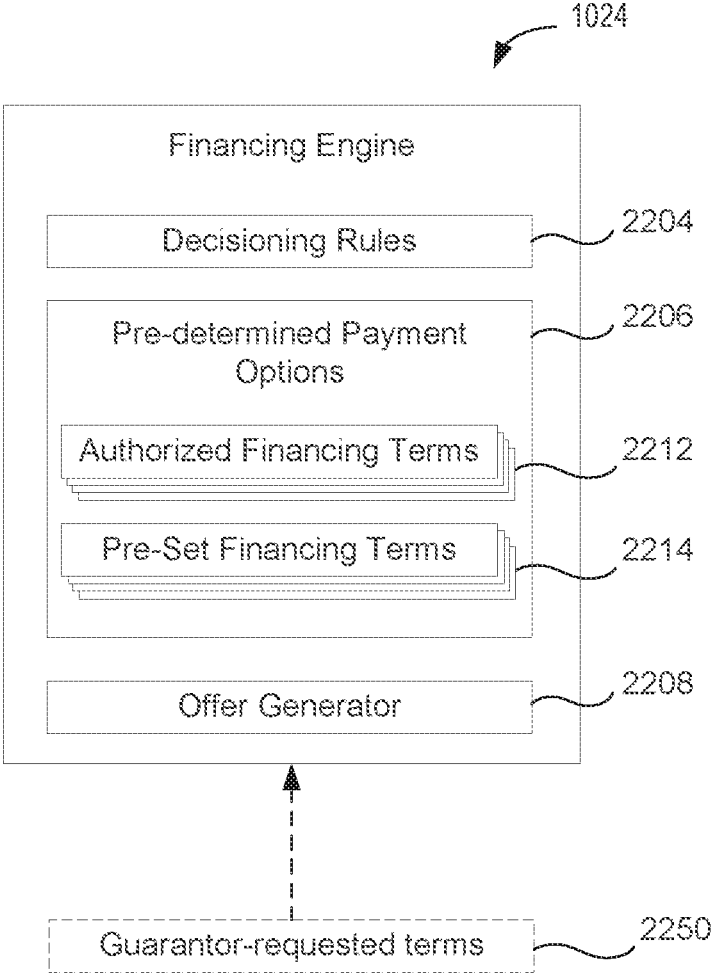 1024
Financing Engine
Decisioning Rules
2204
Pre-determined Payment
Options
2206
Authorized Financing Terms
2212
Pre-Set Financing Terms
2214
Offer Generator
2208
Guarantor-requested terms
2250